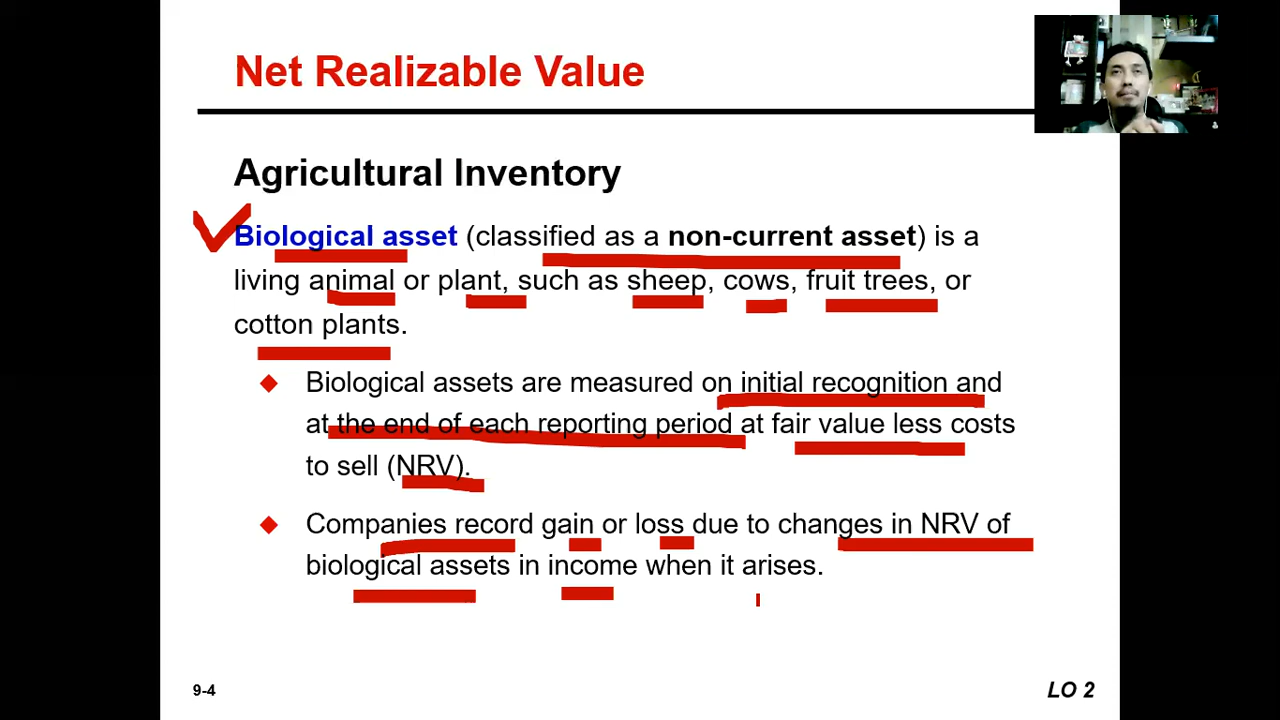 Net Realizable Value
Agricultural Inventory
Biological asset (classified as a non-current asset) is a
living animal or plant, such as sheep, cows, fruit trees, or
cotton plants.
Biological assets are measured on initial recognition and
at the end of each reporting period at fair value less costs
to sell (NRV).
Companies record gain or loss due to changes in NRV of
biological assets in income when it arises.
9-4
LO 2